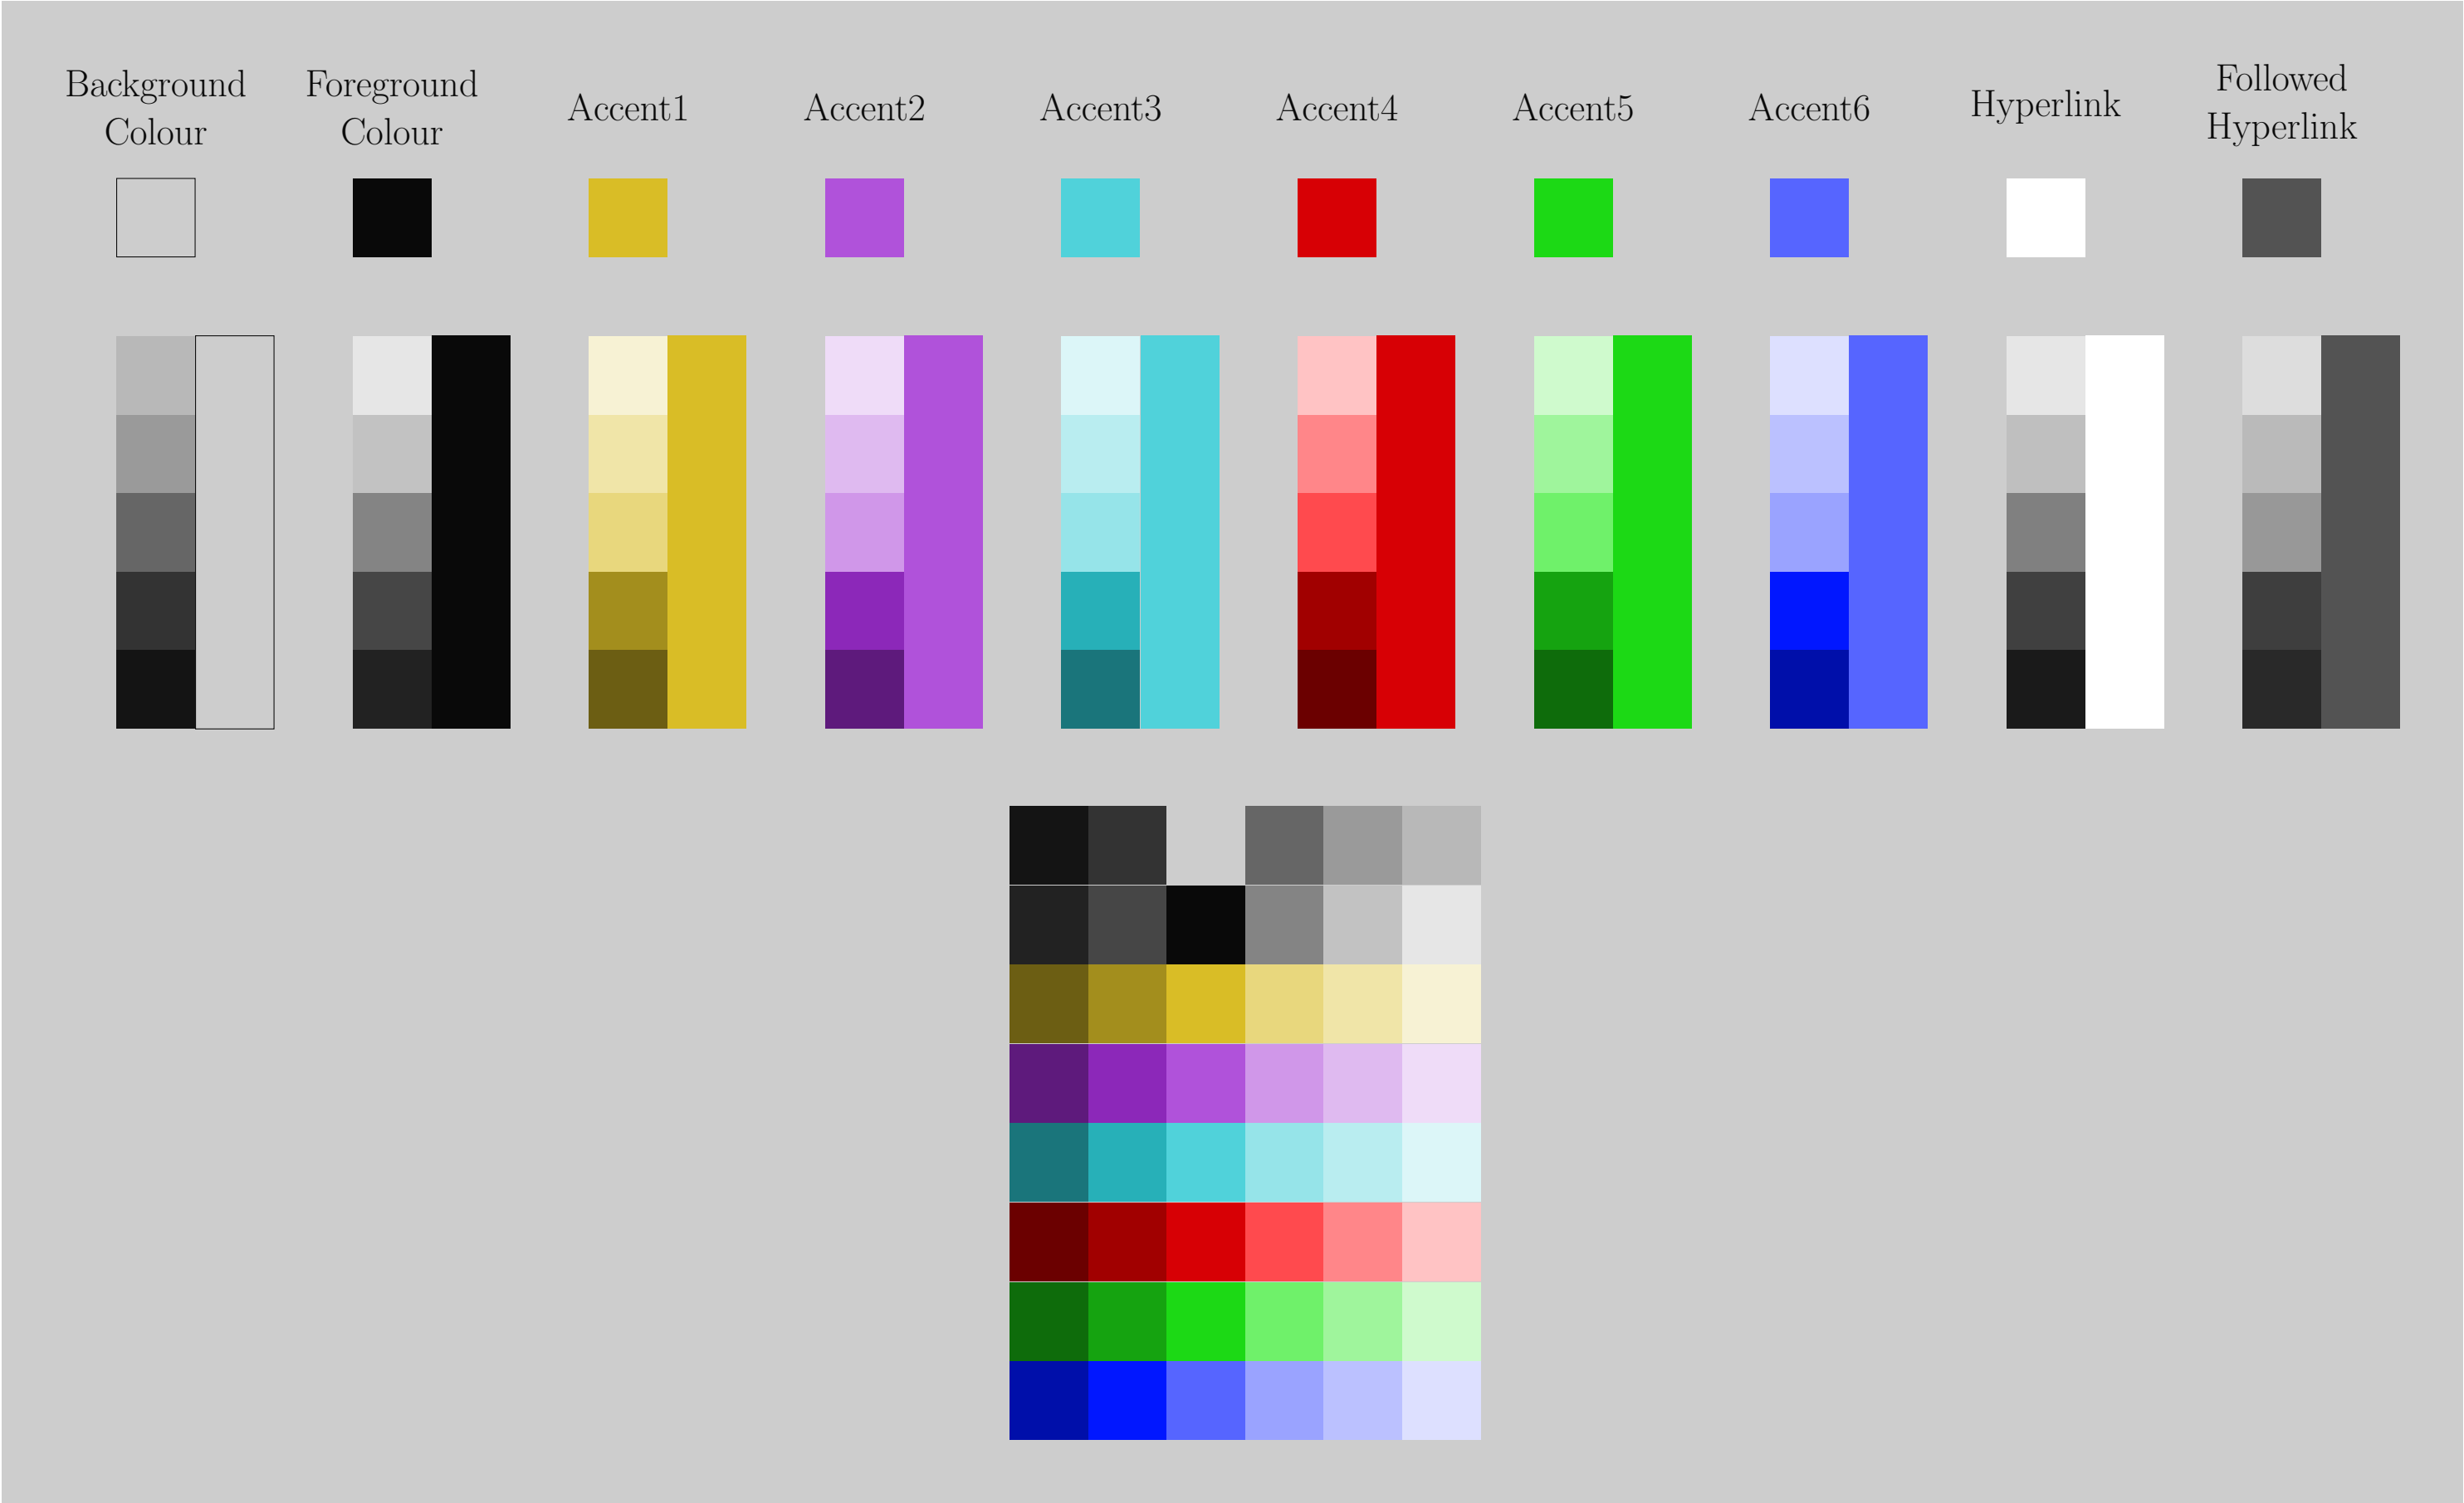 Background
Colour
Foreground
Colour
Accent1
Accent2
Accent3
Accent4
Accent5
Accent6
Hyperlink
Followed
Hyperlink